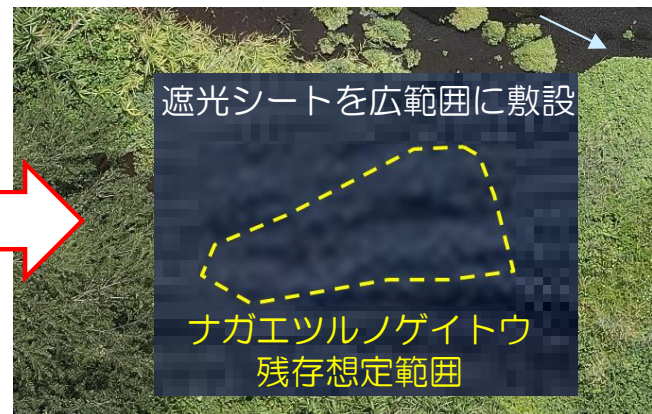 遮光シートを広範囲に敷設
ナガエツルノゲイトウ
残存想定範囲